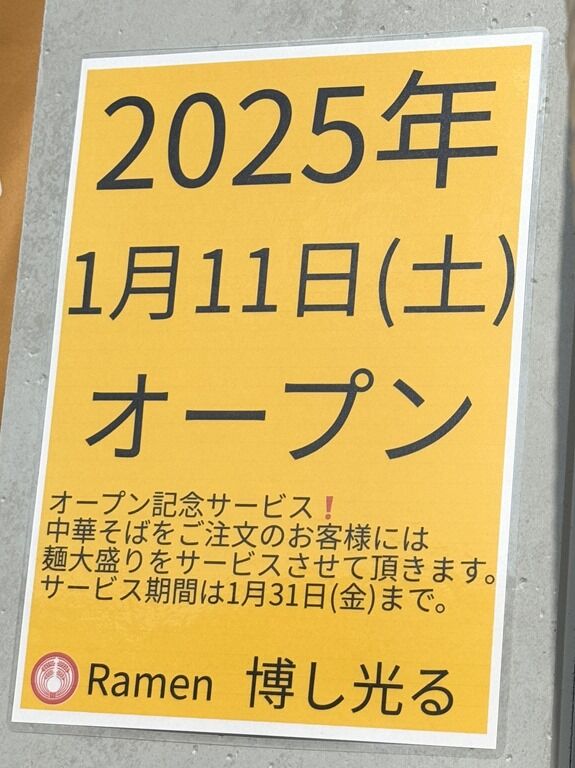 2025年
1月11日(土)
オープン
オープン記念サービス❗
中華そばをご注文のお客様には
麺大盛りをサービスさせて頂きます。
サービス期間は1月31日(金)まで。
Ramen 博し光る